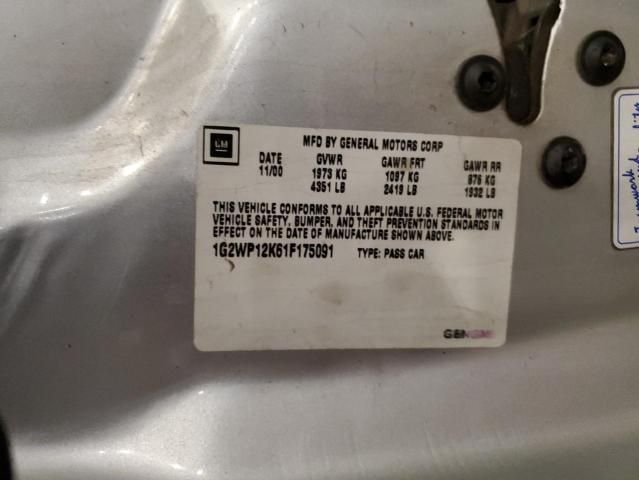 GM
MFD BY GENERAL MOTORS CORP
DATE GVWR GAWR FRT GAWR RR
11/00 1973 KG 1097 KG 876 KG
4351 LB 2419 LB 1932 LB
THIS VEHICLE CONFORMS TO ALL APPLICABLE U.S. FEDERAL MOTOR
VEHICLE SAFETY, BUMPER, AND THEFT PREVENTION STANDARDS IN
EFFECT ON THE DATE OF MANUFACTURE SHOWN ABOVE.
1G2WP12K61F175091 TYPE: PASS CAR